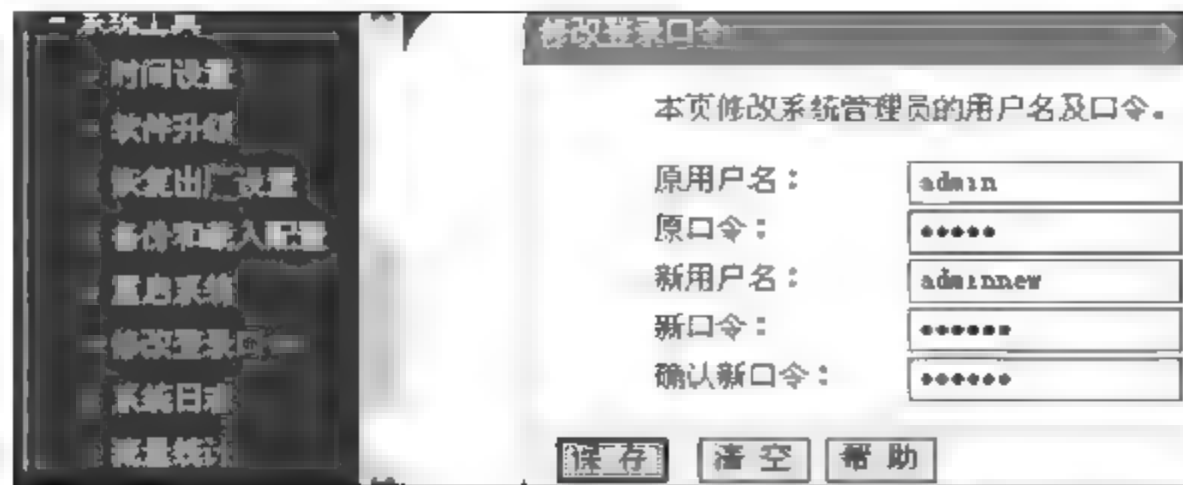 - 系统工具
时间设置
软件升级
恢复出厂设置
备份和载入配置
重启系统
修改登录口令
系统日志
流量统计
修改登录口令
本页修改系统管理员的用户名及口令。
原用户名： admin
原口令： ●●●●●
新用户名： adminnew
新口令： ●●●●●●
确认新口令： ●●●●●●
保 存 清 空 帮 助